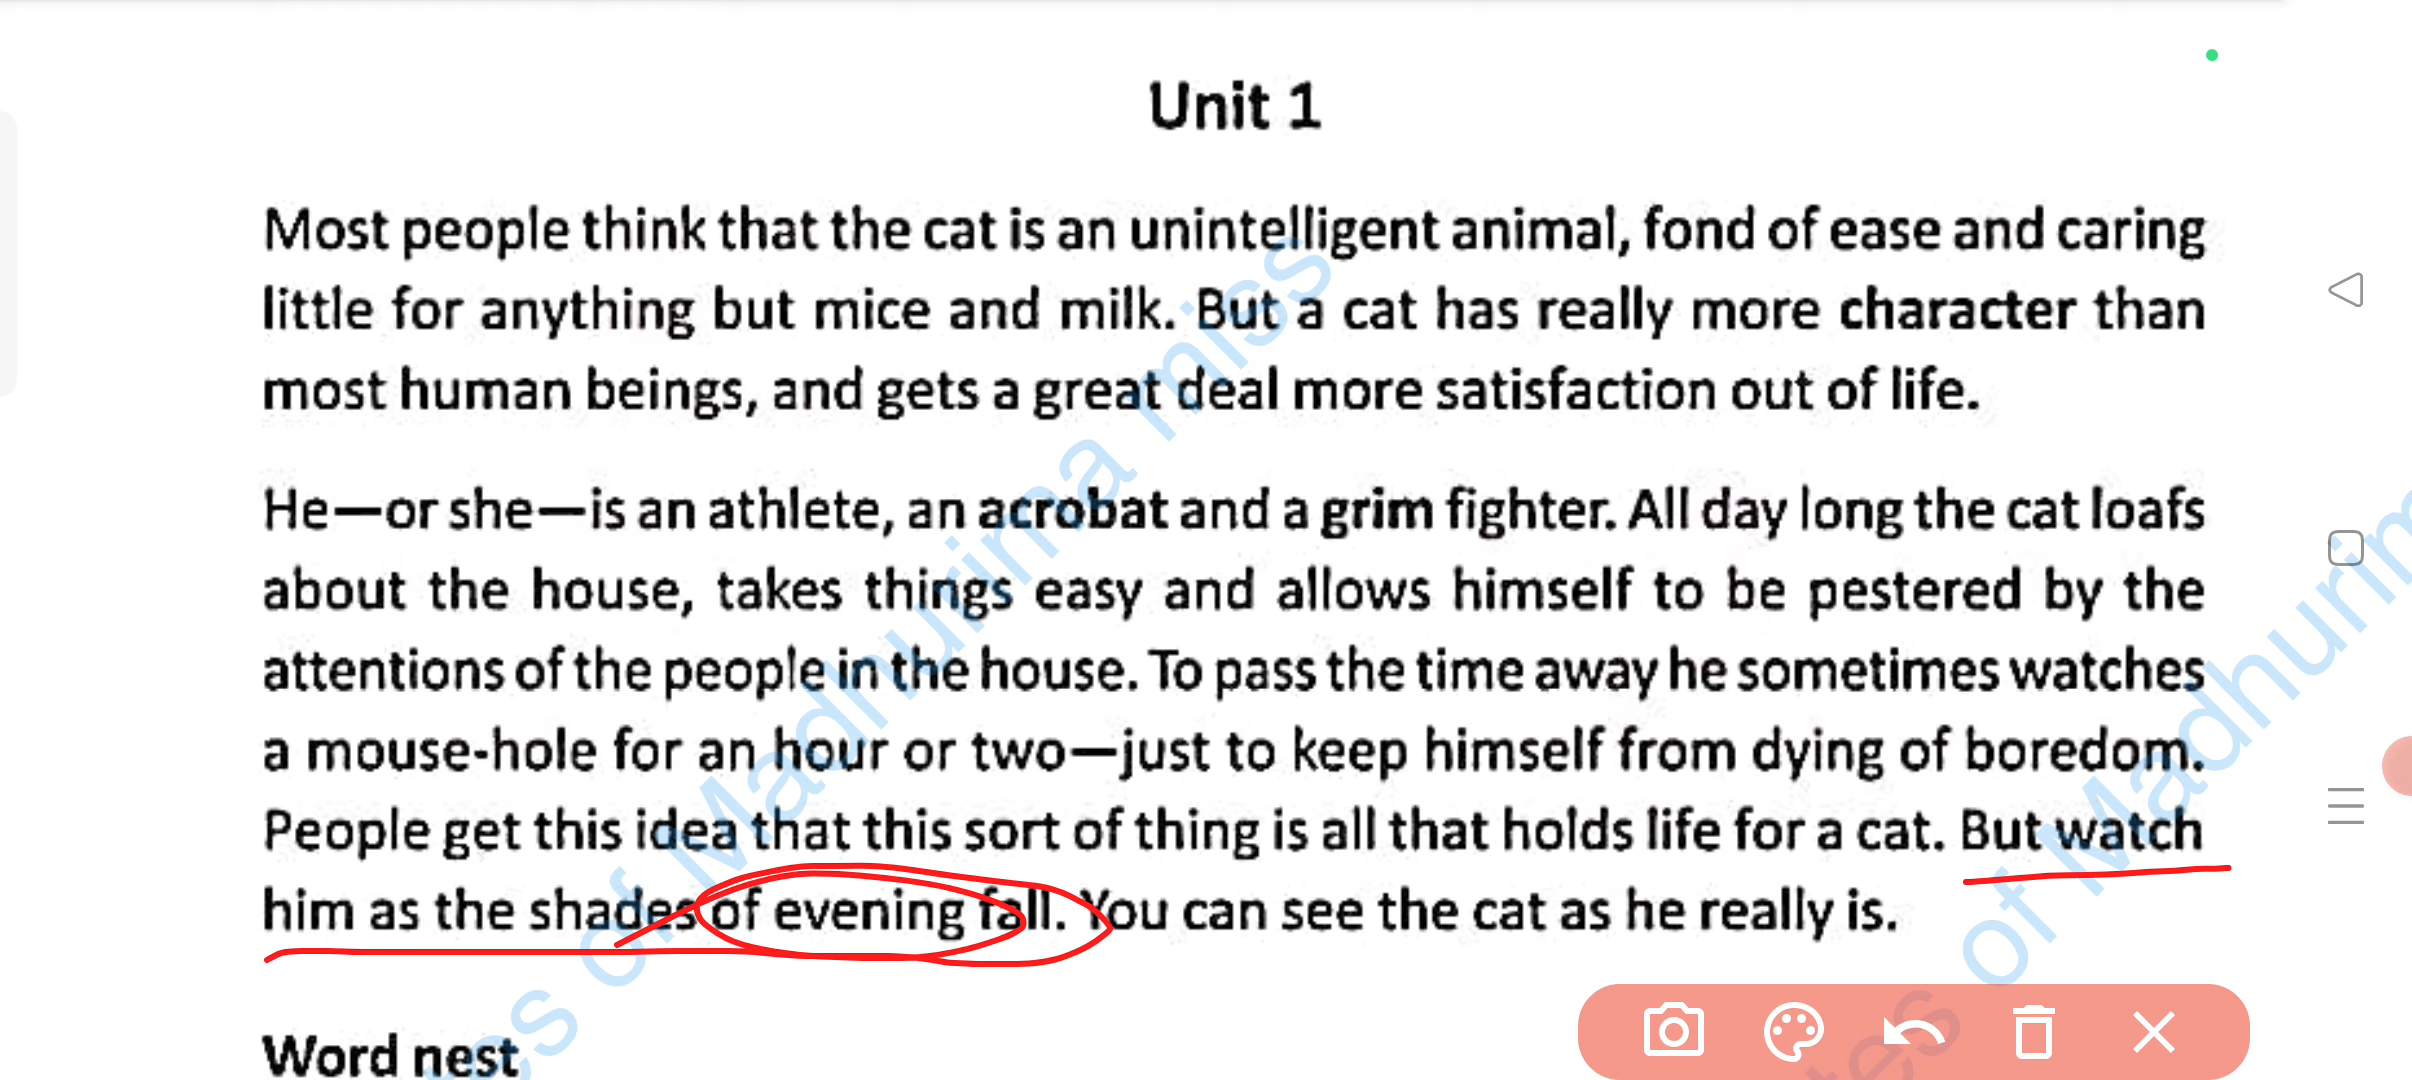 Unit 1
Most people think that the cat is an unintelligent animal, fond of ease and caring
little for anything but mice and milk. But a cat has really more character than
most human beings, and gets a great deal more satisfaction out of life.
He—or she—is an athlete, an acrobat and a grim fighter. All day long the cat loafs
about the house, takes things easy and allows himself to be pestered by the
attentions of the people in the house. To pass the time away he sometimes watches
a mouse-hole for an hour or two—just to keep himself from dying of boredom.
People get this idea that this sort of thing is all that holds life for a cat. But watch
him as the shades of evening fall. You can see the cat as he really is.
Word nest
of Madhurima miss
of Madhurim